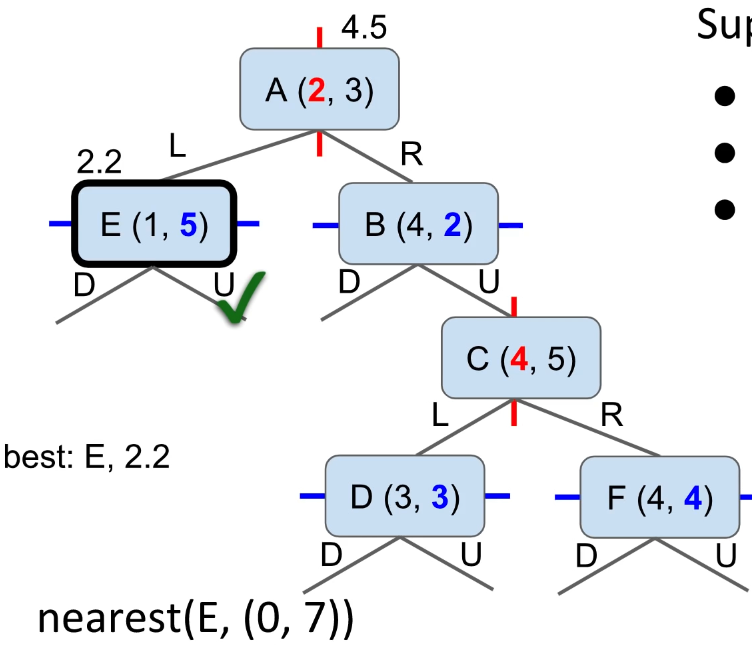 Sup
4.5
A (2, 3)
L
R
2.2
E (1, 5)
B (4, 2)
D
U
D
U
C (4, 5)
L
R
best: E, 2.2
D (3, 3)
F (4, 4)
D
U
D
U
nearest(E, (0, 7))